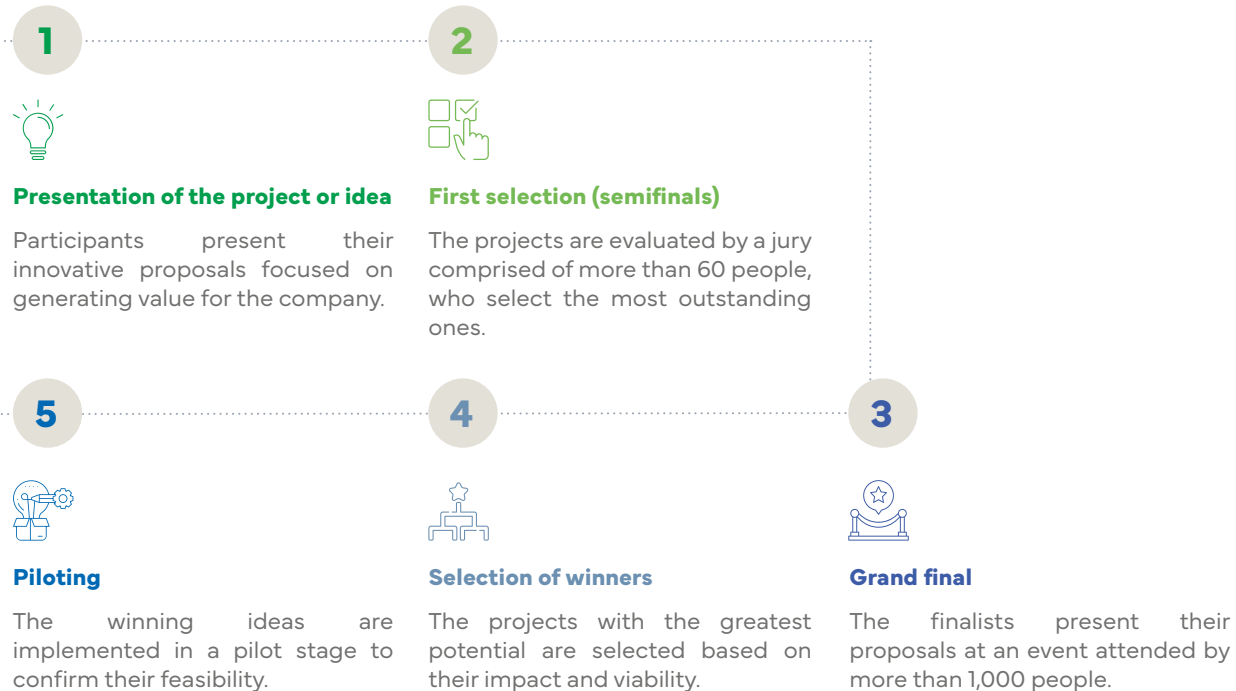 1
Presentation of the project or idea
Participants present their
innovative proposals focused on
generating value for the company.
2
First selection (semifinals)
The projects are evaluated by a jury
comprised of more than 60 people,
who select the most outstanding
ones.
3
Grand final
The finalists present their
proposals at an event attended by
more than 1,000 people.
4
Selection of winners
The projects with the greatest
potential are selected based on
their impact and viability.
5
Piloting
The winning ideas are
implemented in a pilot stage to
confirm their feasibility.